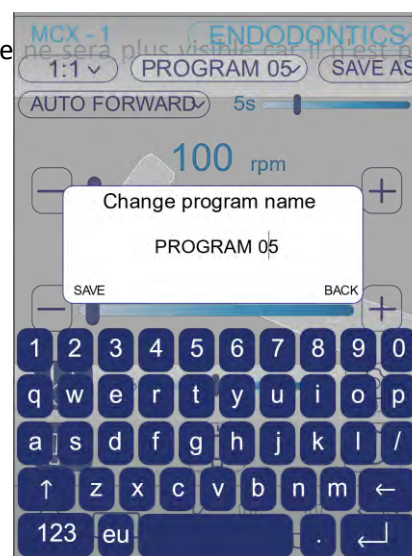 MCX - 1 ENDODONTICS
e ne sera plus visible car il n'est p
1:1 PROGRAM 05 SAVE AS
AUTO FORWARD 5s
100 rpm
Change program name
PROGRAM 05
SAVE BACK
1 2 3 4 5 6 7 8 9 0
q w e r t y u i o p
a s d f g h j k l /
↑ z x c v b n m ←
123 eu .